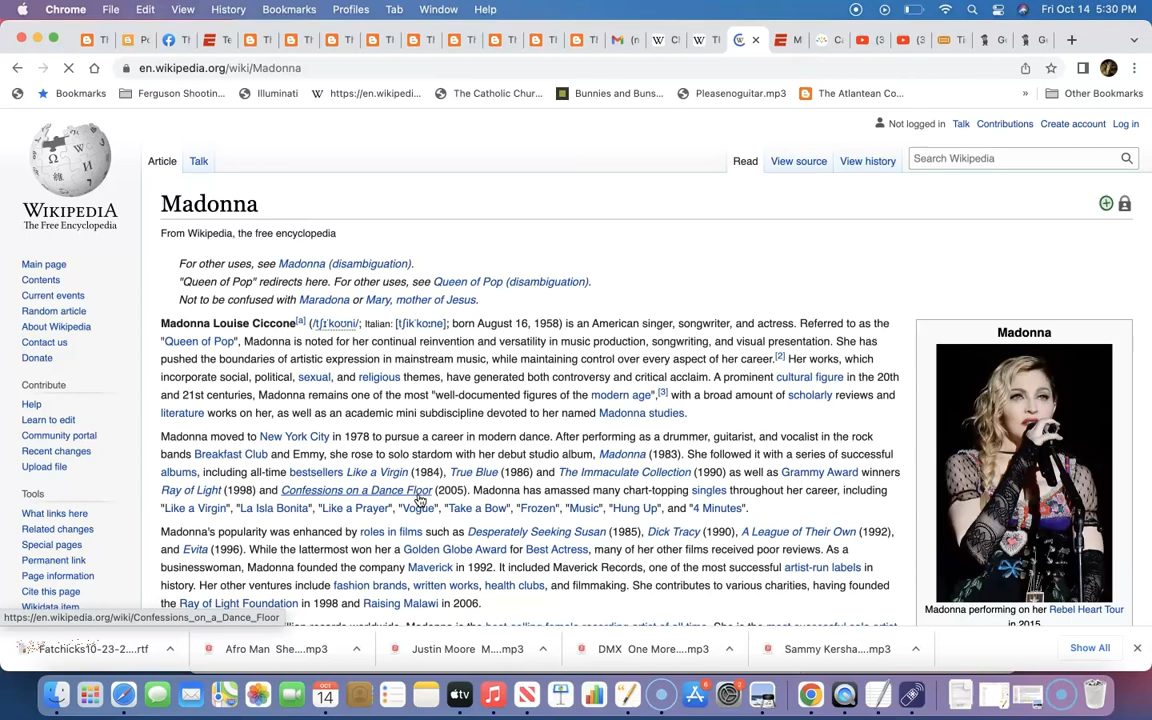 Chrome File Edit View History Bookmarks Profiles Tab Window Help Fri Oct 14 5:30 PM
en.wikipedia.org/wiki/Madonna
Bookmarks Ferguson Shootin... Illuminati https://en.wikipedi... The Catholic Churc... Bunnies and Buns... Pleasenoguitar.mp3 The Atlantean Co... » Other Bookmarks
Not logged in Talk Contributions Create account Log in
Article Talk Read View source View history Search Wikipedia
WIKIPEDIA
The Free Encyclopedia
Main page
Contents
Current events
Random article
About Wikipedia
Contact us
Donate
Contribute
Help
Learn to edit
Community portal
Recent changes
Upload file
Tools
What links here
Related changes
Special pages
Permanent link
Page information
Cite this page
Wikidata item
Madonna
From Wikipedia, the free encyclopedia
For other uses, see Madonna (disambiguation).
"Queen of Pop" redirects here. For other uses, see Queen of Pop (disambiguation).
Not to be confused with Maradona or Mary, mother of Jesus.
Madonna Louise Ciccone[a] (/tʃɪˈkoʊni/; Italian: [tʃikˈkoːne]; born August 16, 1958) is an American singer, songwriter, and actress. Referred to as the
"Queen of Pop", Madonna is noted for her continual reinvention and versatility in music production, songwriting, and visual presentation. She has
pushed the boundaries of artistic expression in mainstream music, while maintaining control over every aspect of her career.[2] Her works, which
incorporate social, political, sexual, and religious themes, have generated both controversy and critical acclaim. A prominent cultural figure in the 20th
and 21st centuries, Madonna remains one of the most "well-documented figures of the modern age",[3] with a broad amount of scholarly reviews and
literature works on her, as well as an academic mini subdiscipline devoted to her named Madonna studies.
Madonna moved to New York City in 1978 to pursue a career in modern dance. After performing as a drummer, guitarist, and vocalist in the rock
bands Breakfast Club and Emmy, she rose to solo stardom with her debut studio album, Madonna (1983). She followed it with a series of successful
albums, including all-time bestsellers Like a Virgin (1984), True Blue (1986) and The Immaculate Collection (1990) as well as Grammy Award winners
Ray of Light (1998) and Confessions on a Dance Floor (2005). Madonna has amassed many chart-topping singles throughout her career, including
"Like a Virgin", "La Isla Bonita", "Like a Prayer", "Vogue", "Take a Bow", "Frozen", "Music", "Hung Up", and "4 Minutes".
Madonna's popularity was enhanced by roles in films such as Desperately Seeking Susan (1985), Dick Tracy (1990), A League of Their Own (1992),
and Evita (1996). While the lattermost won her a Golden Globe Award for Best Actress, many of her other films received poor reviews. As a
businesswoman, Madonna founded the company Maverick in 1992. It included Maverick Records, one of the most successful artist-run labels in
history. Her other ventures include fashion brands, written works, health clubs, and filmmaking. She contributes to various charities, having founded
the Ray of Light Foundation in 1998 and Raising Malawi in 2006.
Madonna
Madonna performing on her Rebel Heart Tour
in 2015
https://en.wikipedia.org/wiki/Confessions_on_a_Dance_Floor
Fatchicks10-23-2....rtf Afro Man She....mp3 Justin Moore M....mp3 DMX One More....mp3 Sammy Kersha....mp3 Show All
OCT
14